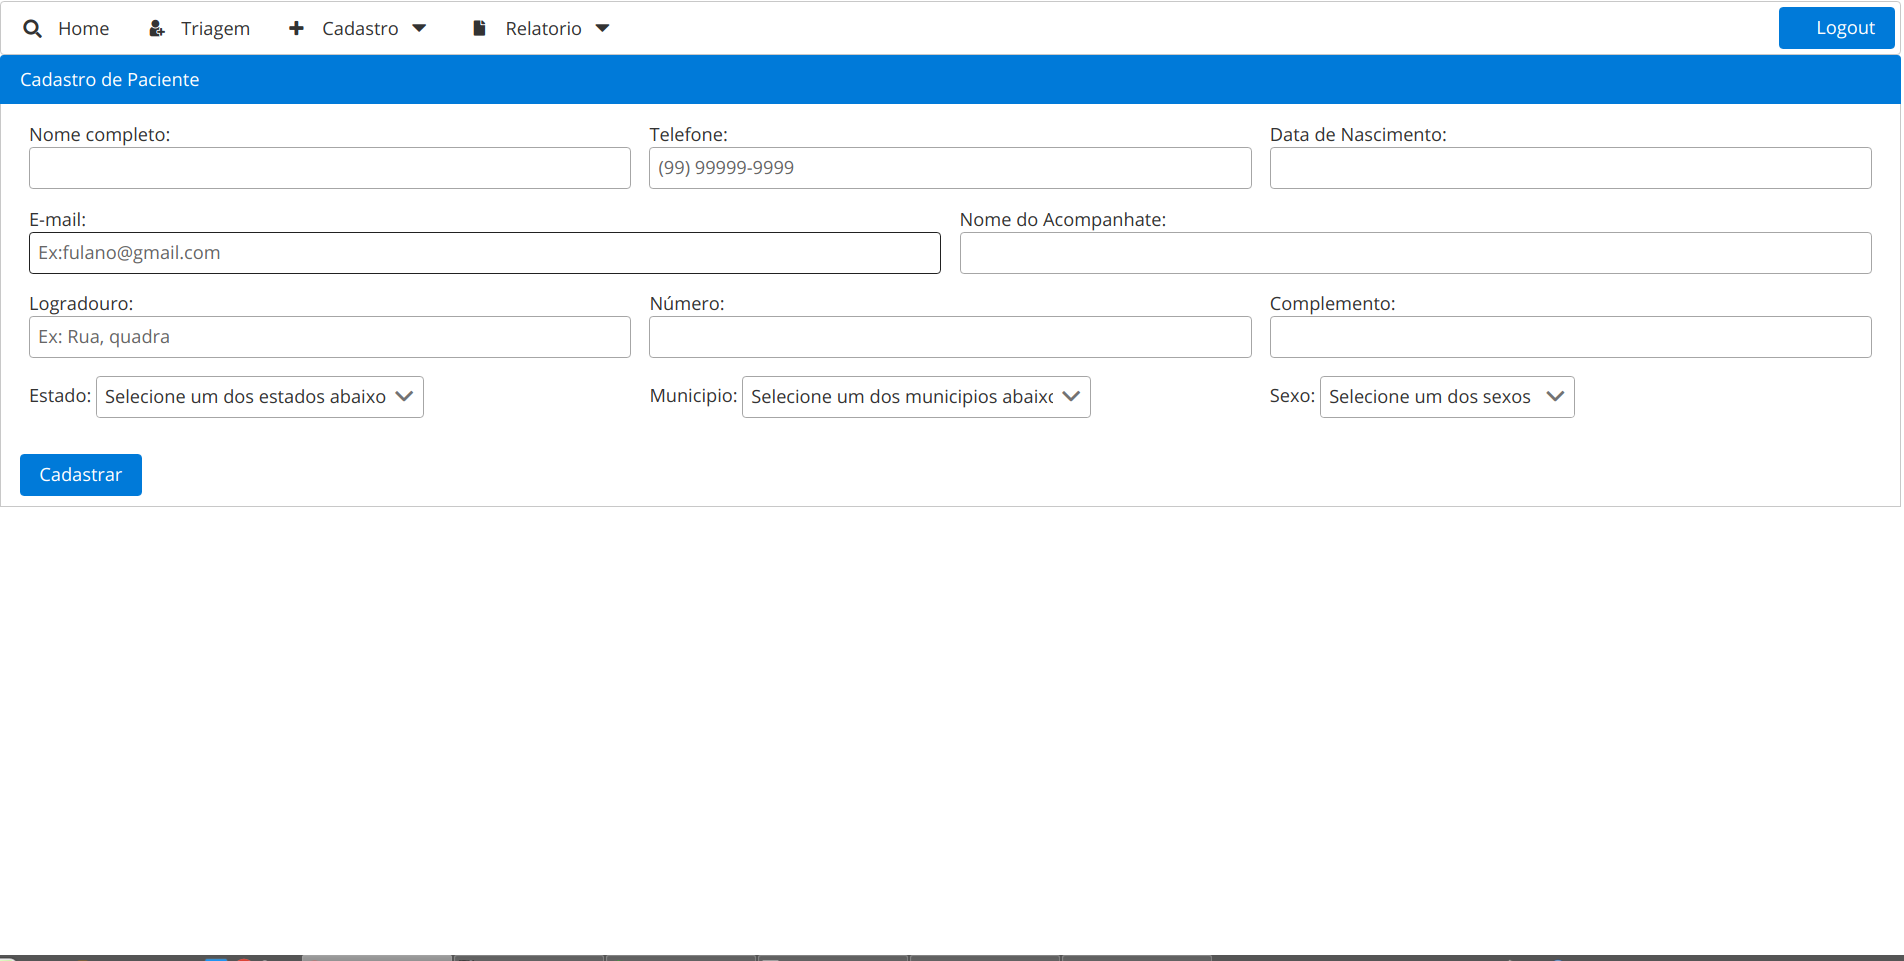 Home Triagem Cadastro Relatorio Logout
Cadastro de Paciente
Nome completo: Telefone: Data de Nascimento:
(99) 99999-9999
E-mail: Nome do Acompanhate:
Ex:fulano@gmail.com
Logradouro: Número: Complemento:
Ex: Rua, quadra
Estado: Selecione um dos estados abaixo Municipio: Selecione um dos municipios abaixo Sexo: Selecione um dos sexos
Cadastrar